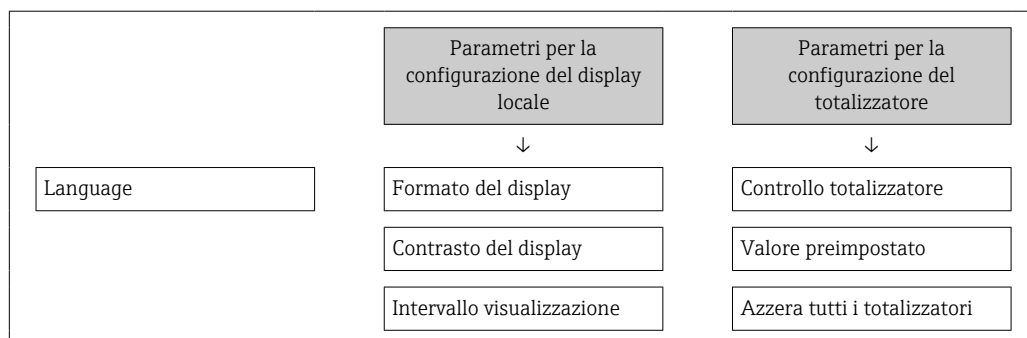 Parametri per la
configurazione del display
locale
Parametri per la
configurazione del
totalizzatore
↓
↓
Language
Formato del display
Controllo totalizzatore
Contrasto del display
Valore preimpostato
Intervallo visualizzazione
Azzera tutti i totalizzatori